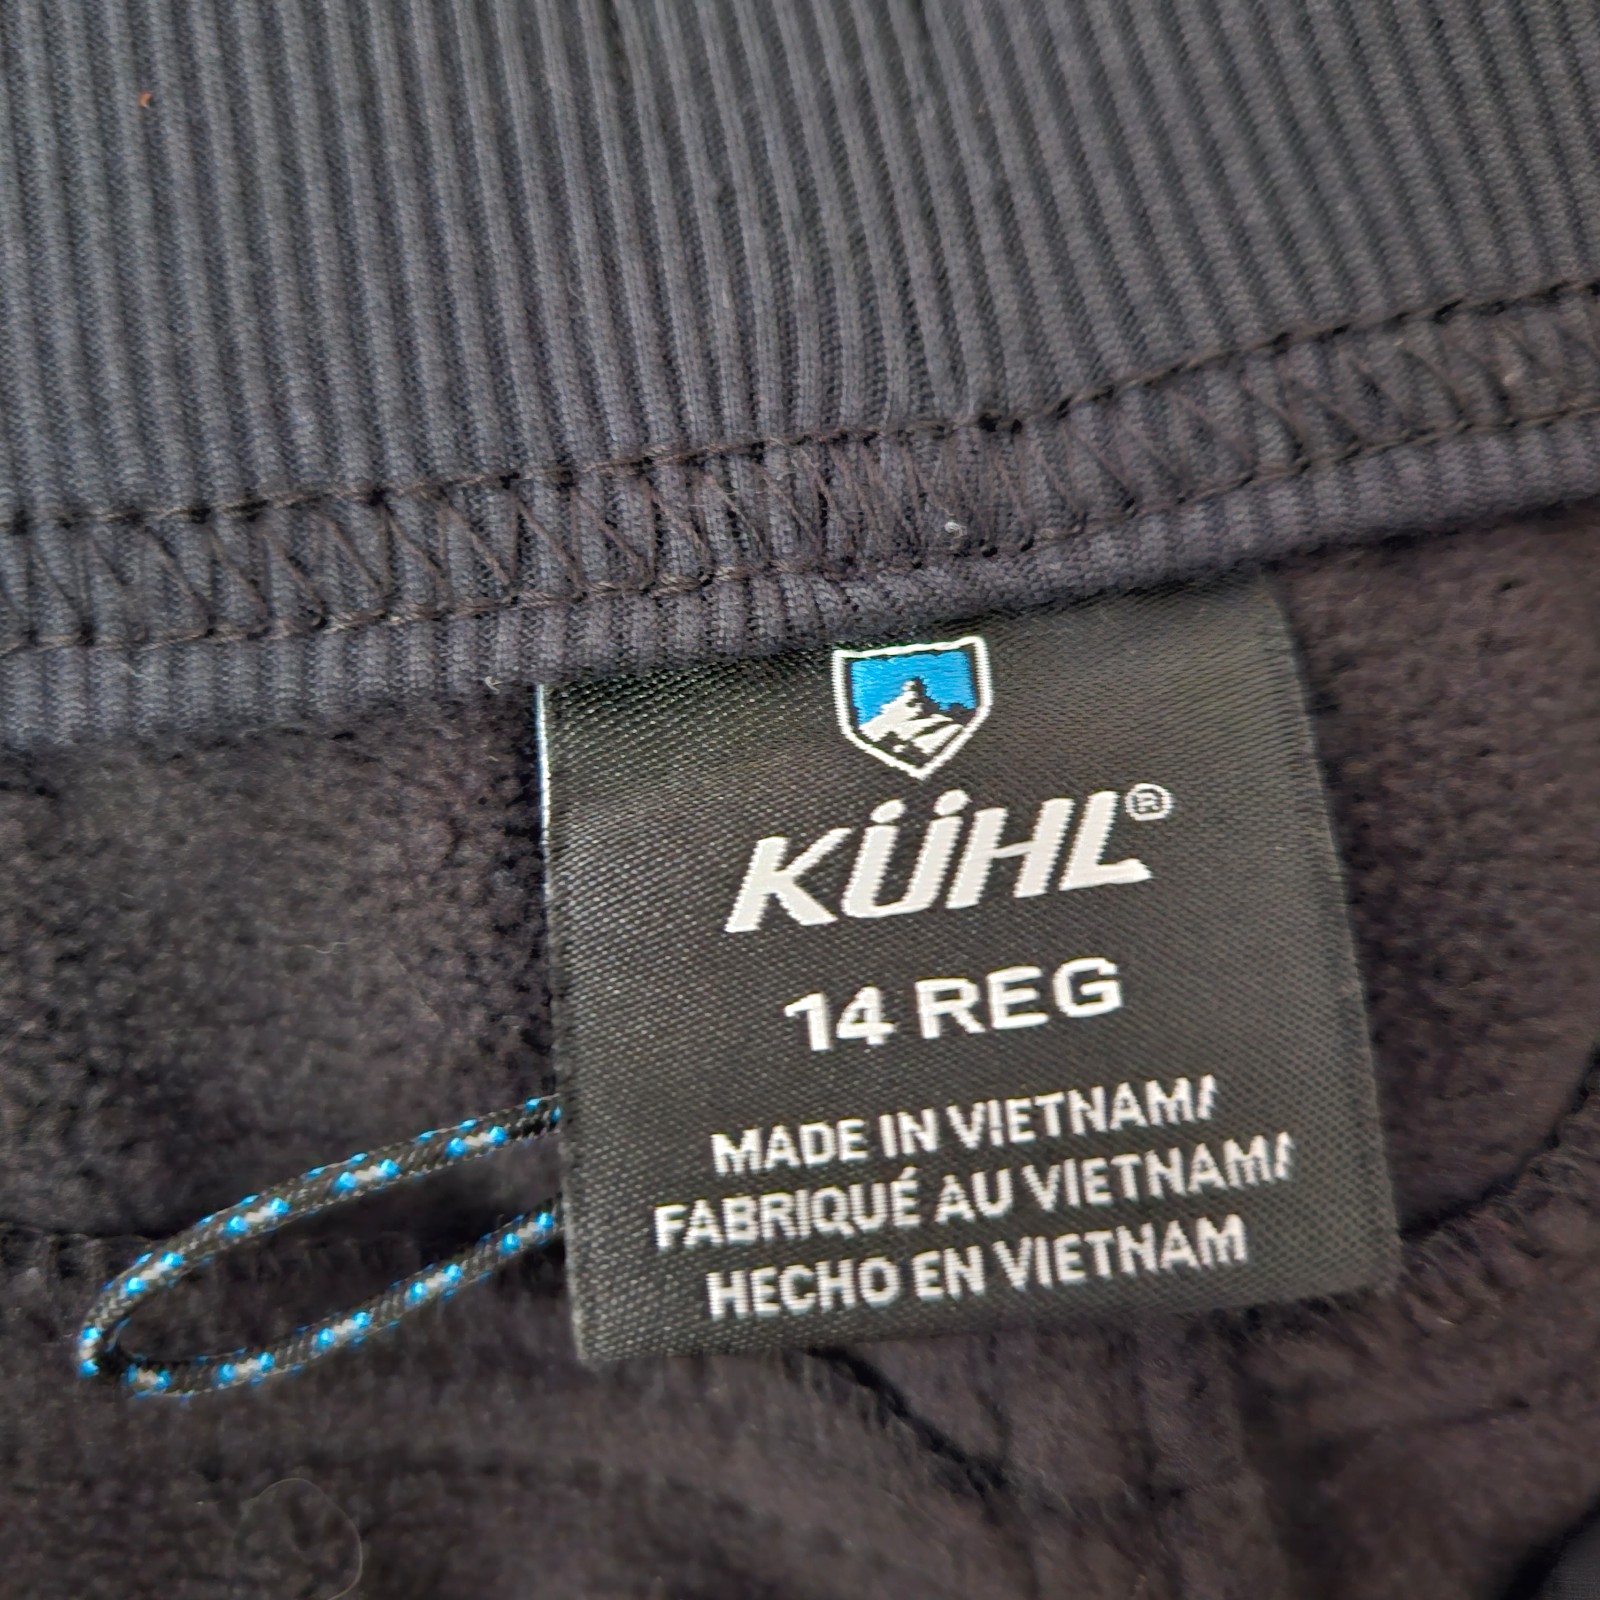 KÜHL®
14 REG
MADE IN VIETNAM/
FABRIQUÉ AU VIETNAM/
HECHO EN VIETNAM